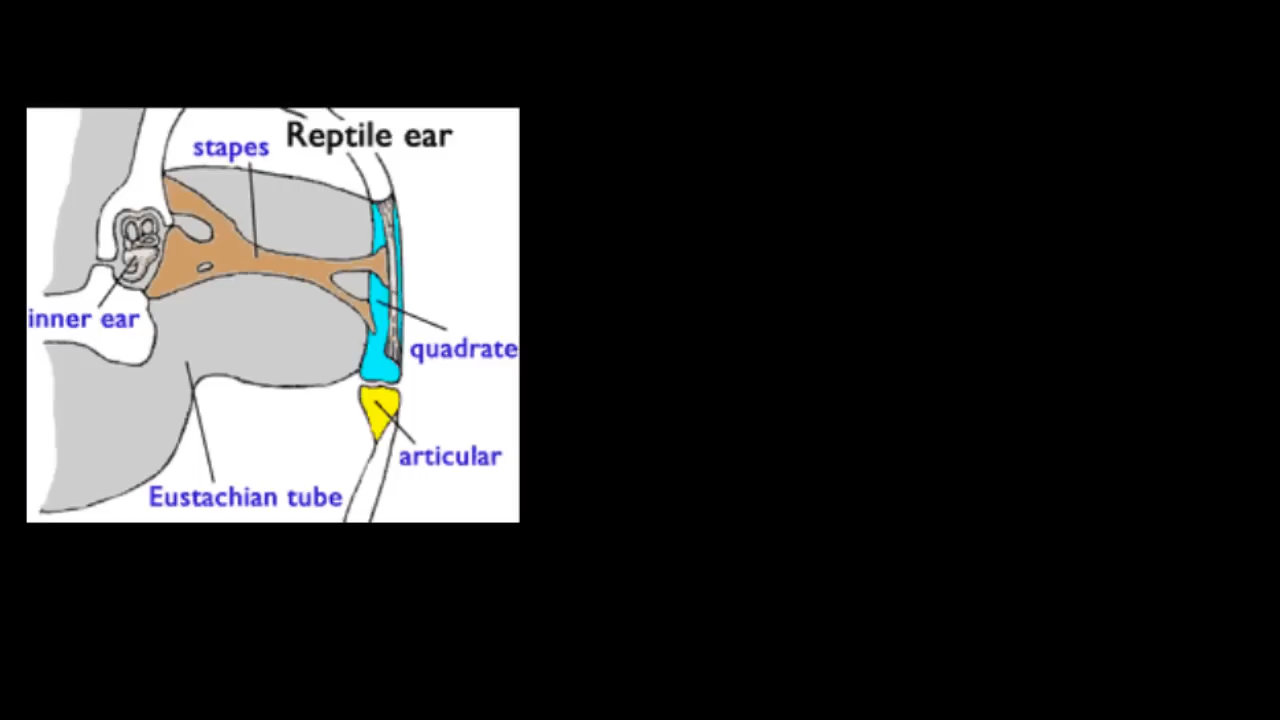 Reptile ear
stapes
inner ear
quadrate
articular
Eustachian tube